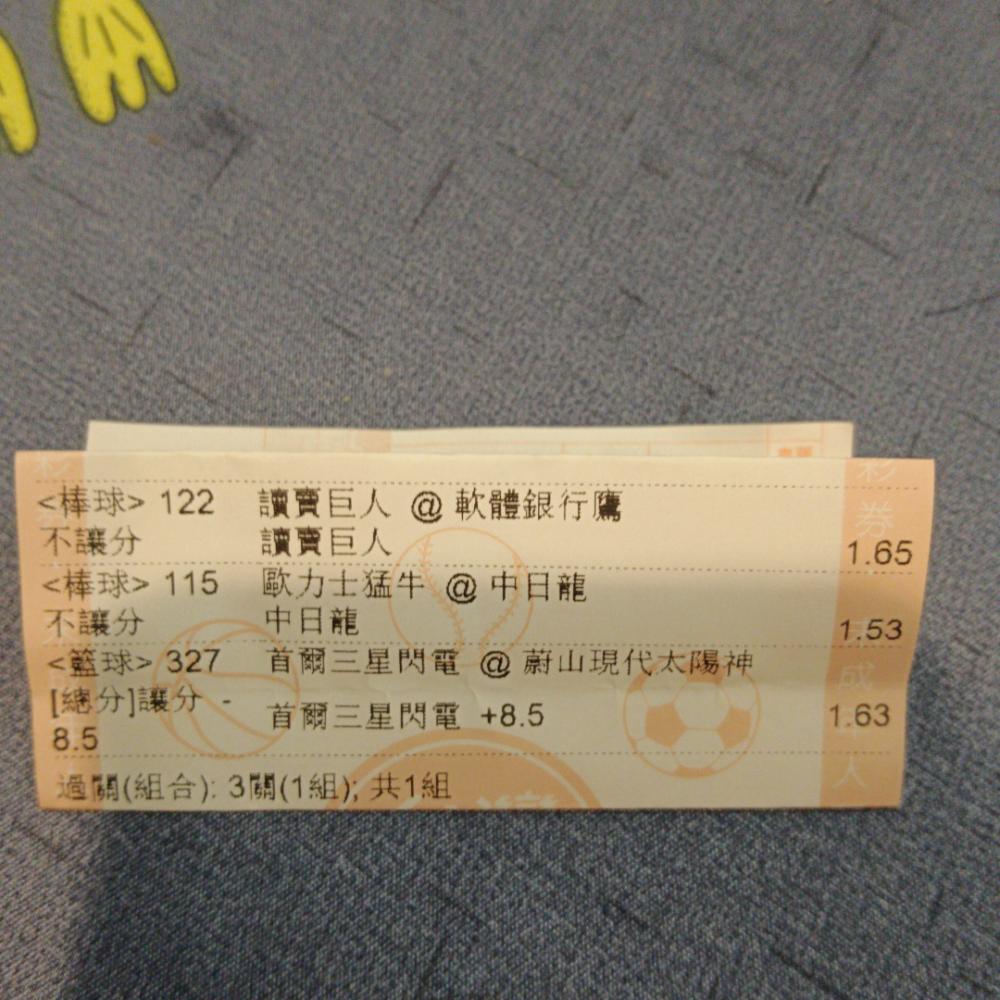 <棒球> 122 讀賣巨人 @ 軟體銀行鷹
不讓分 讀賣巨人 1.65
<棒球> 115 歐力士猛牛 @ 中日龍
不讓分 中日龍 1.53
<籃球> 327 首爾三星閃電 @ 蔚山現代太陽神
[總分]讓分 - 首爾三星閃電 +8.5 1.63
8.5
過關(組合): 3關(1組); 共1組